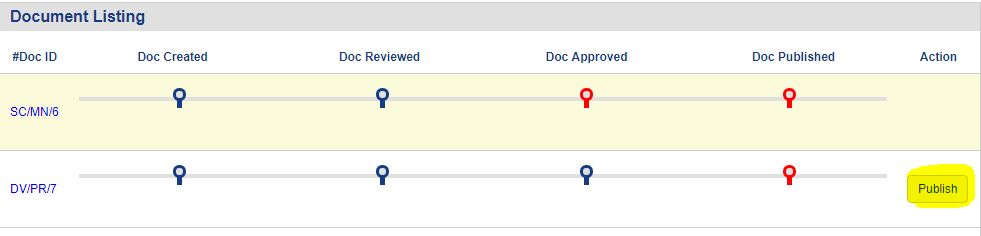 Document Listing
#Doc ID Doc Created Doc Reviewed Doc Approved Doc Published Action
SC/MN/6
DV/PR/7 Publish